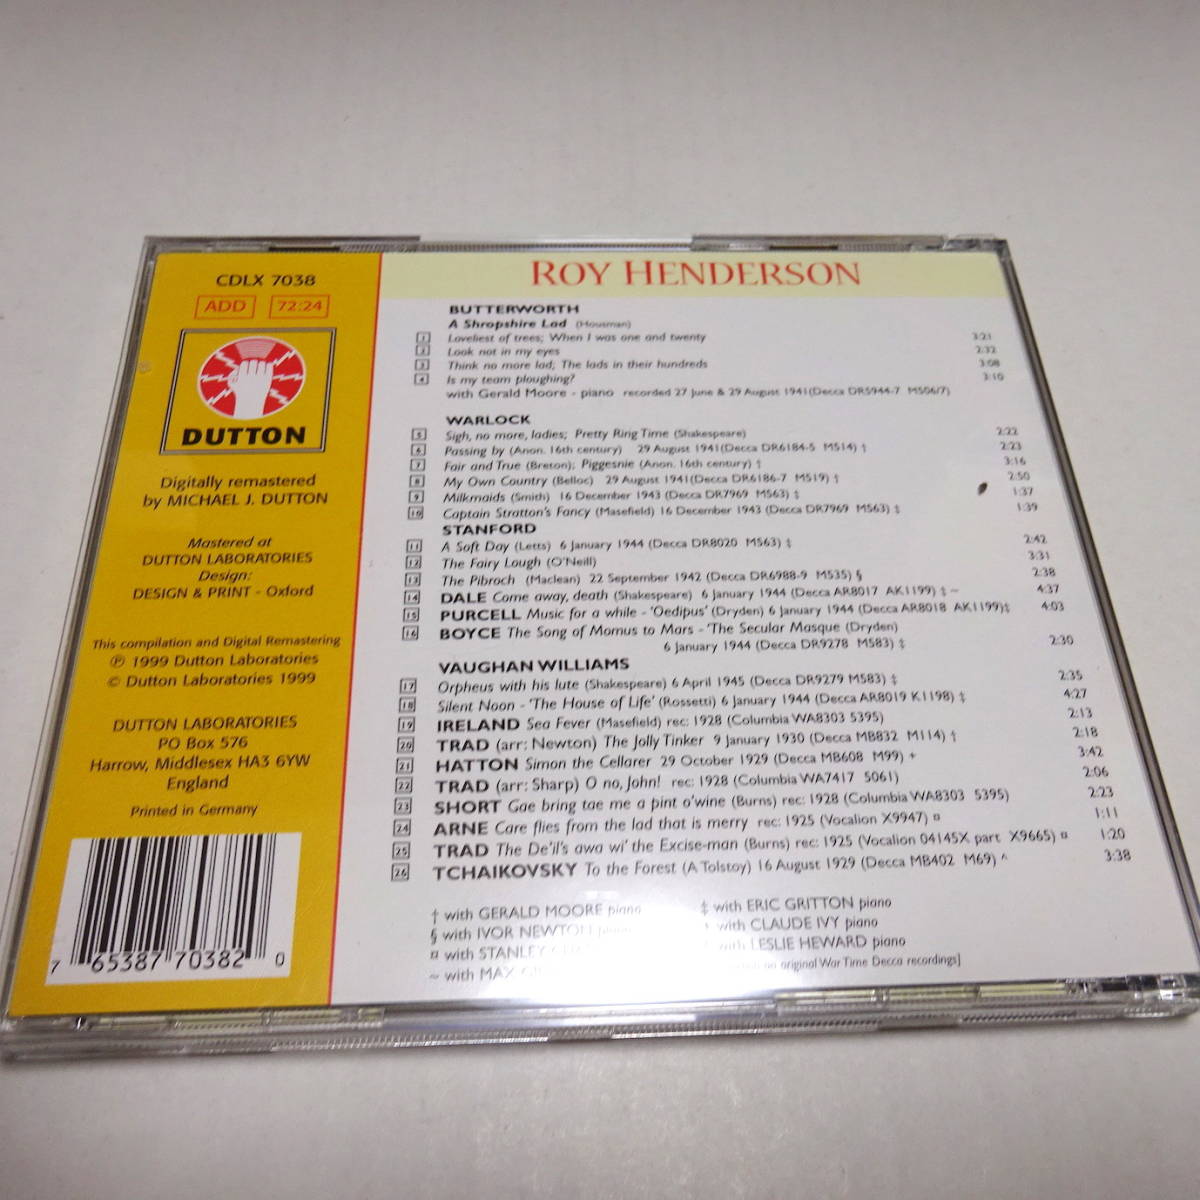 CDLX 7038
ADD 72:24
DUTTON
Digitally remastered
by MICHAEL J. DUTTON
Mastered at
DUTTON LABORATORIES
Design:
DESIGN & PRINT - Oxford
This compilation and Digital Remastering
℗ 1999 Dutton Laboratories
© Dutton Laboratories 1999
DUTTON LABORATORIES
PO Box 576
Harrow, Middlesex HA3 6YW
England
Printed in Germany
7 65387 70382 0
ROY HENDERSON
BUTTERWORTH
A Shropshire Lad (Housman)
1 Loveliest of trees; When I was one and twenty 3:21
2 Look not in my eyes 2:32
3 Think no more lad; The lads in their hundreds 3:08
4 Is my team ploughing? 3:10
with Gerald Moore - piano recorded 27 June & 29 August 1941(Decca DR5944-7 M506/7)
WARLOCK
5 Sigh, no more, ladies; Pretty Ring Time (Shakespeare) 2:22
6 Passing by (Anon. 16th century) 29 August 1941(Decca DR6184-5 M514) † 2:23
7 Fair and True (Breton); Piggesnie (Anon. 16th century) † 3:16
8 My Own Country (Belloc) 29 August 1941(Decca DR6186-7 M519) † 2:50
9 Milkmaids (Smith) 16 December 1943 (Decca DR7969 M563) ‡ 1:37
10 Captain Stratton's Fancy (Masefield) 16 December 1943 (Decca DR7969 M563) ‡ 1:39
STANFORD
11 A Soft Day (Letts) 6 January 1944 (Decca DR8020 M563) ‡ 2:42
12 The Fairy Lough (O'Neill) 3:31
13 The Pibroch (Maclean) 22 September 1942 (Decca DR6988-9 M535) § 2:38
14 DALE Come away, death (Shakespeare) 6 January 1944 (Decca AR8017 AK1199) ‡ ~ 4:37
15 PURCELL Music for a while - 'Oedipus' (Dryden) 6 January 1944 (Decca AR8018 AK1199)‡ 4:03
16 BOYCE The Song of Momus to Mars - 'The Secular Masque (Dryden)
6 January 1944 (Decca DR9278 M583) ‡ 2:30
VAUGHAN WILLIAMS
17 Orpheus with his lute (Shakespeare) 6 April 1945 (Decca DR9279 M583) ‡ 2:35
18 Silent Noon - 'The House of Life' (Rossetti) 6 January 1944 (Decca AR8019 K1198) ‡ 4:27
19 IRELAND Sea Fever (Masefield) rec: 1928 (Columbia WA8303 5395) 2:13
20 TRAD (arr: Newton) The Jolly Tinker 9 January 1930 (Decca MB832 M114) † 2:18
21 HATTON Simon the Cellarer 29 October 1929 (Decca MB608 M99) + 3:42
22 TRAD (arr: Sharp) O no, John! rec: 1928 (Columbia WA7417 5061) 2:06
23 SHORT Gae bring tae me a pint o'wine (Burns) rec: 1928 (Columbia WA8303 5395) 2:23
24 ARNE Care flies from the lad that is merry rec: 1925 (Vocalion X9947) ¤ 1:11
25 TRAD The De'il's awa wi' the Excise-man (Burns) rec: 1925 (Vocalion 04145X part X9665) ¤ 1:20
26 TCHAIKOVSKY To the Forest (A Tolstoy) 16 August 1929 (Decca MB402 M69) ^ 3:38
† with GERALD MOORE piano ‡ with ERIC GRITTON piano
§ with IVOR NEWTON piano with CLAUDE IVY piano
¤ with STANLEY with LESLIE HEWARD piano
~ with MAX no original War Time Decca recordings]